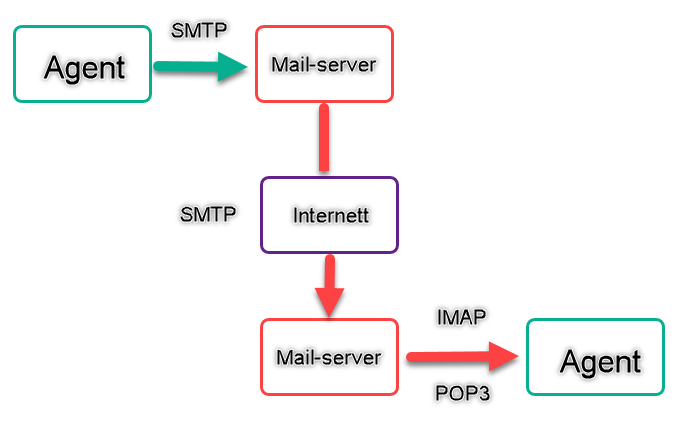 SMTP
Agent
Mail-server
SMTP
Internett
IMAP
Mail-server
Agent
POP3